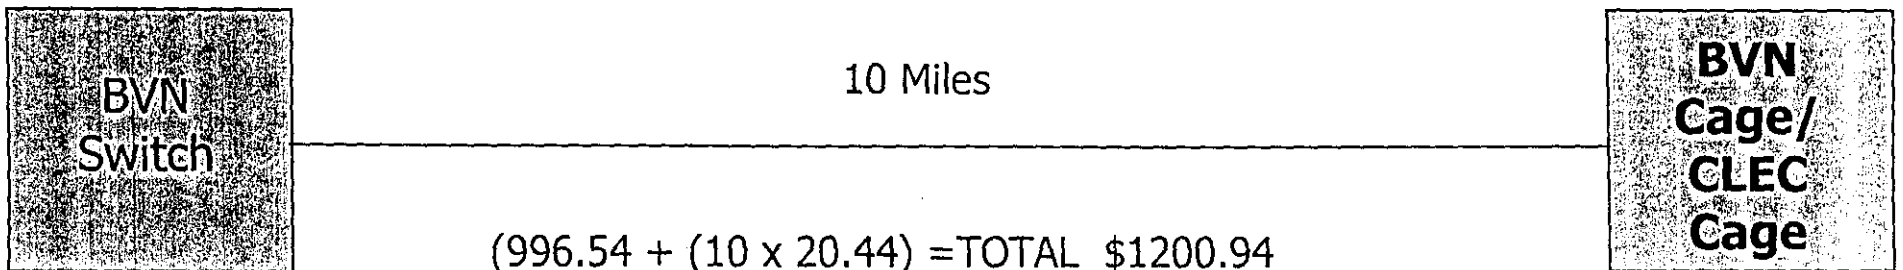 BVN
Switch
10 Miles
(996.54 + (10 x 20.44) =TOTAL $1200.94
BVN
Cage/
CLEC
Cage